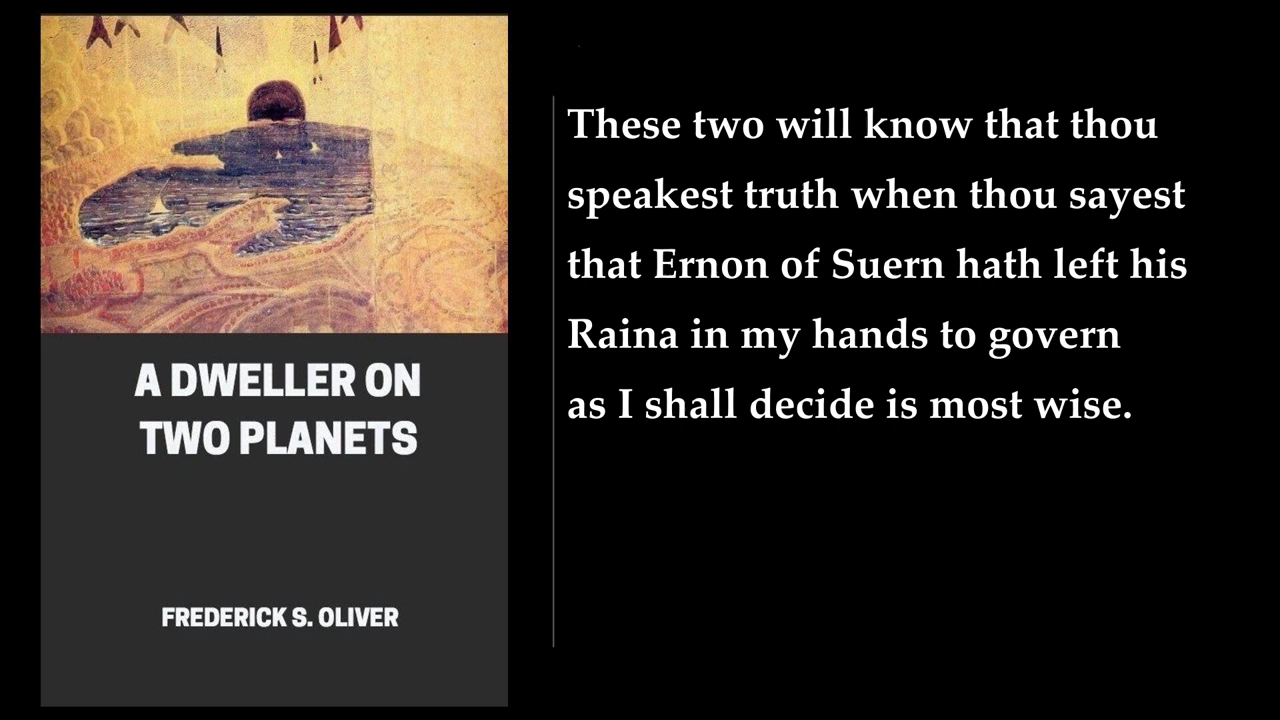 A DWELLER ON
TWO PLANETS
FREDERICK S. OLIVER
These two will know that thou
speakest truth when thou sayest
that Ernon of Suern hath left his
Raina in my hands to govern
as I shall decide is most wise.